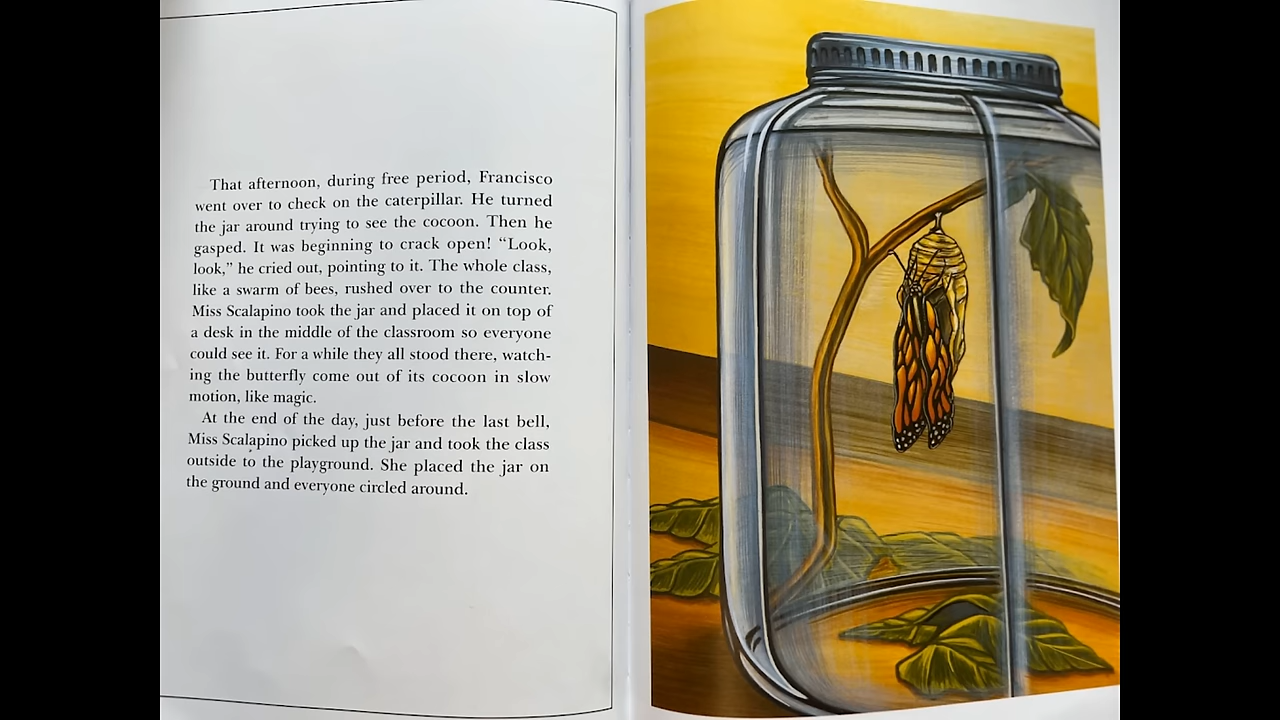 That afternoon, during free period, Francisco
went over to check on the caterpillar. He turned
the jar around trying to see the cocoon. Then he
gasped. It was beginning to crack open! “Look,
look,” he cried out, pointing to it. The whole class,
like a swarm of bees, rushed over to the counter.
Miss Scalapino took the jar and placed it on top of
a desk in the middle of the classroom so everyone
could see it. For a while they all stood there, watch-
ing the butterfly come out of its cocoon in slow
motion, like magic.
At the end of the day, just before the last bell,
Miss Scalapino picked up the jar and took the class
outside to the playground. She placed the jar on
the ground and everyone circled around.